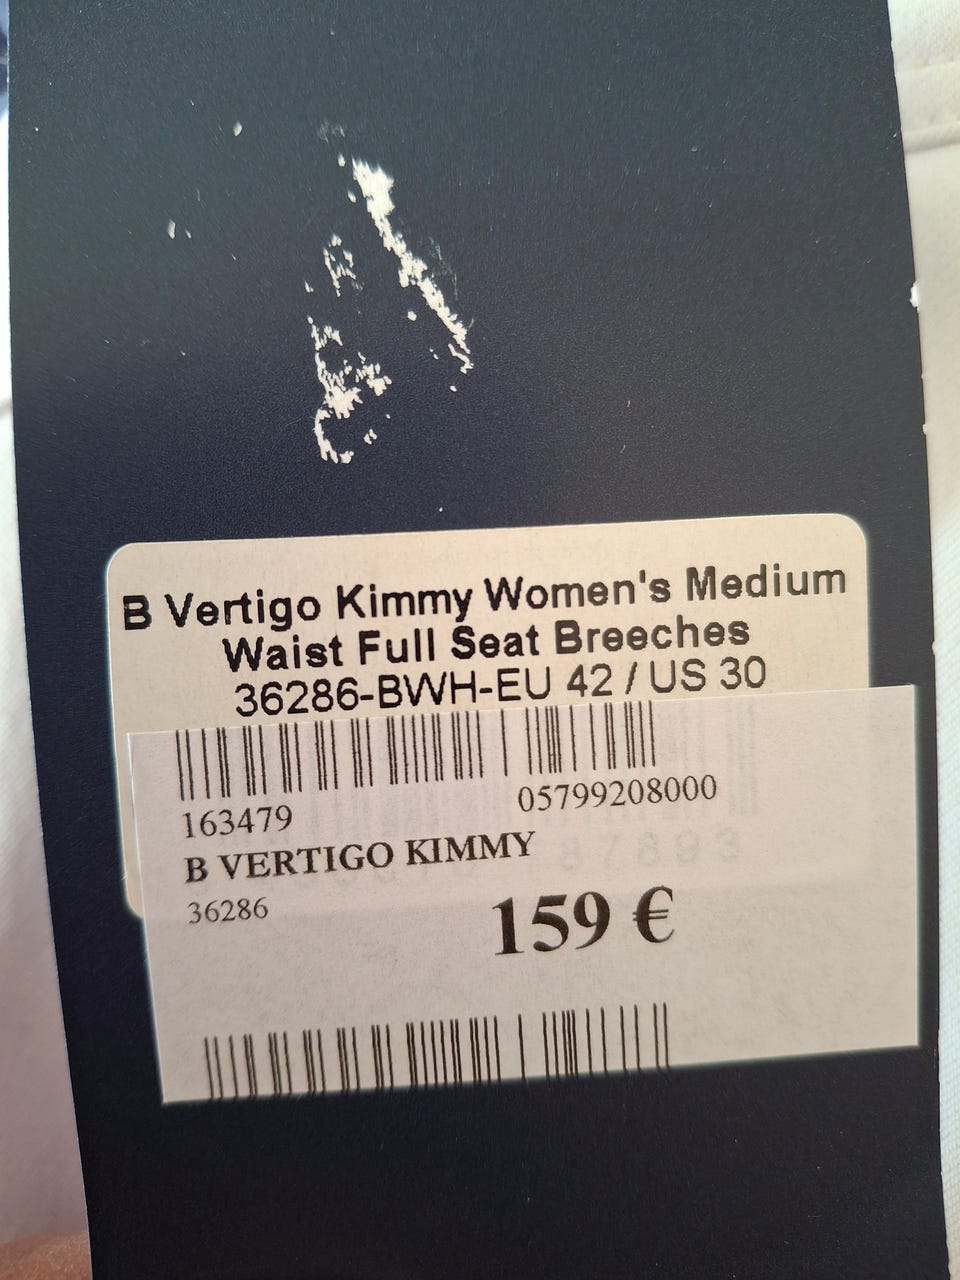 B Vertigo Kimmy Women's Medium
Waist Full Seat Breeches
36286-BWH-EU 42 / US 30
163479 05799208000
B VERTIGO KIMMY
36286 159 €